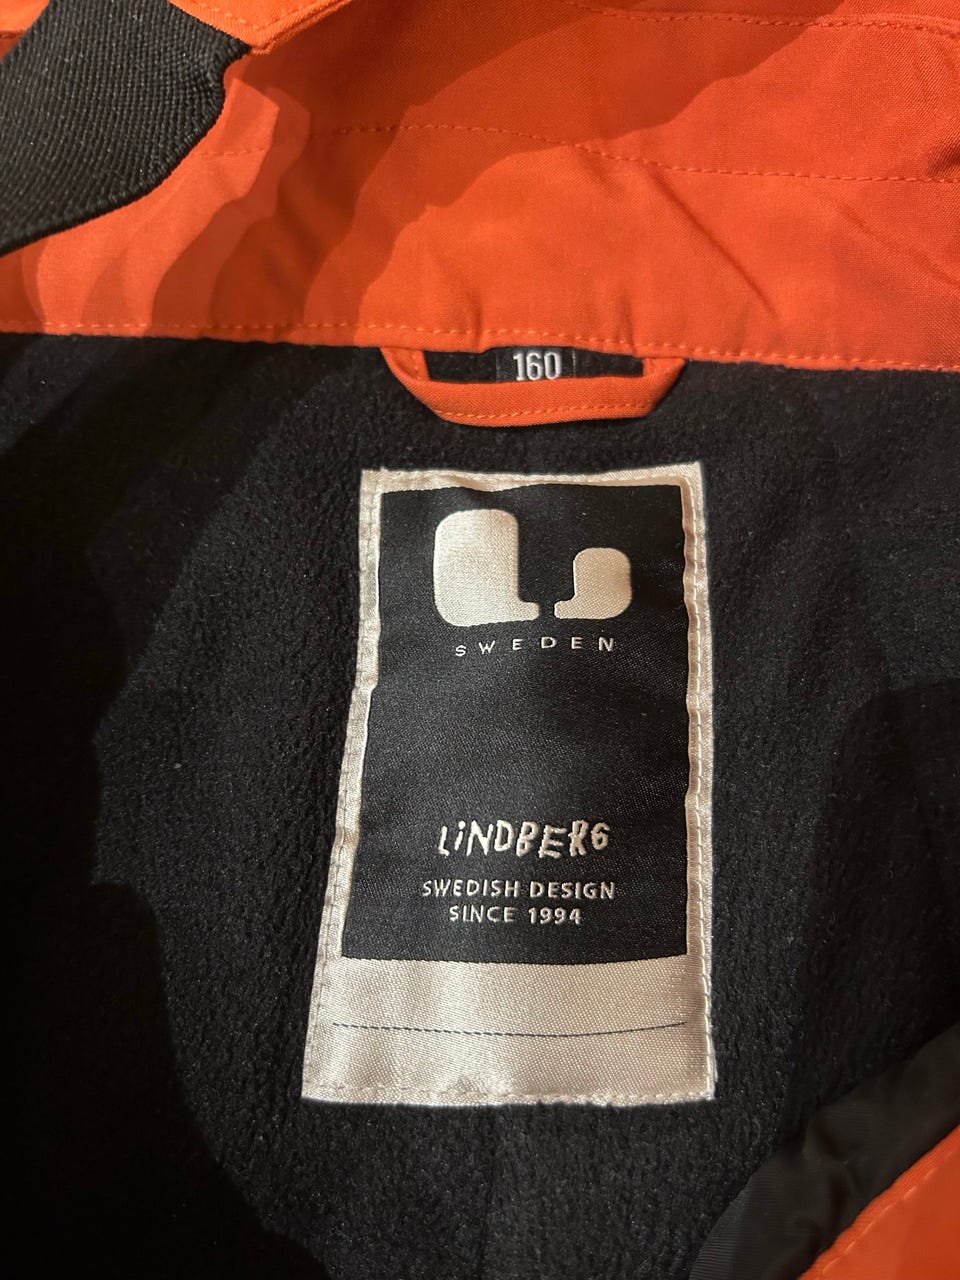 160
SWEDEN
LiNDBERG
SWEDISH DESIGN
SINCE 1994